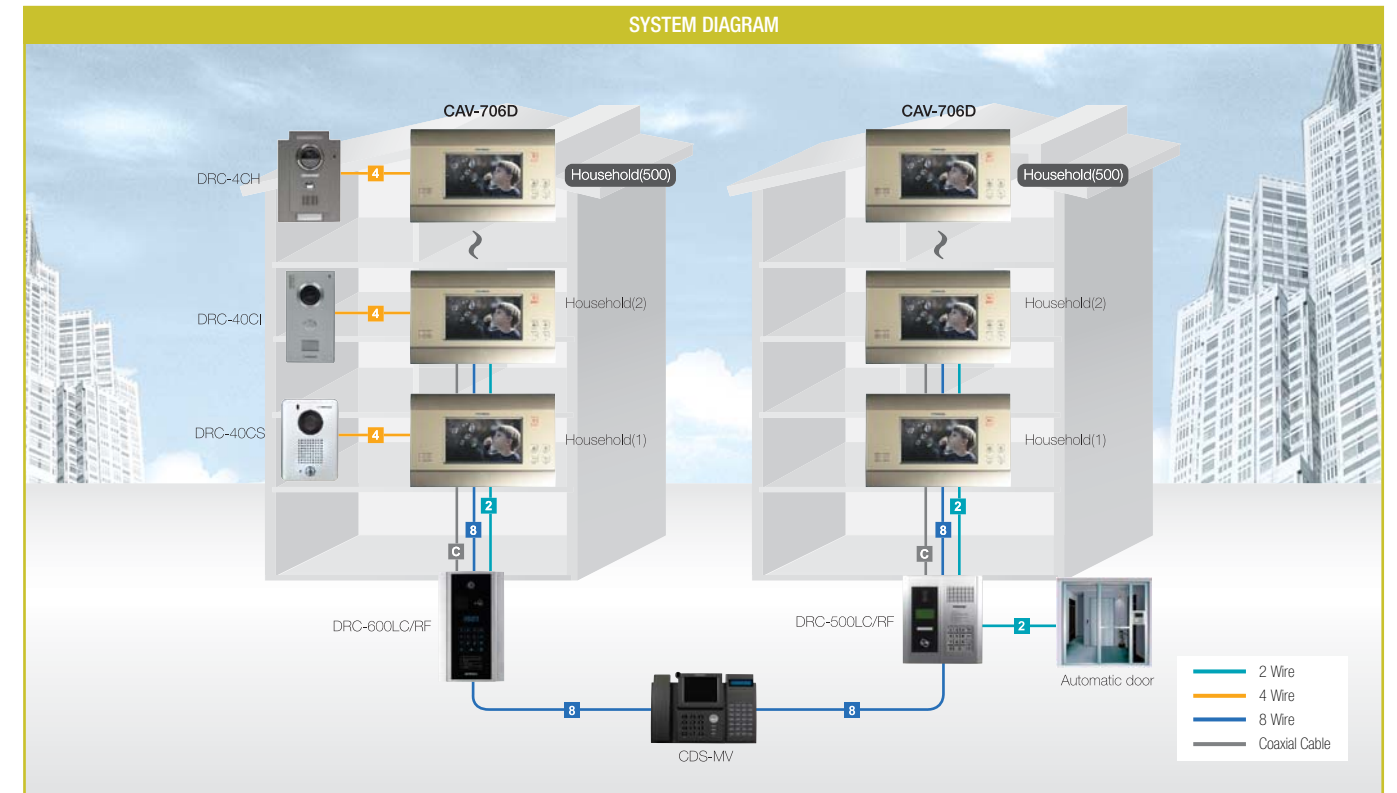 SYSTEM DIAGRAM
CAV-706D
CAV-706D
DRC-4CH
4
Household(500)
Household(500)
DRC-40CI
4
Household(2)
Household(2)
DRC-40CS
4
Household(1)
Household(1)
2
8
C
2
8
C
DRC-600LC/RF
DRC-500LC/RF
2
Automatic door
8
8
CDS-MV
2 Wire
4 Wire
8 Wire
Coaxial Cable